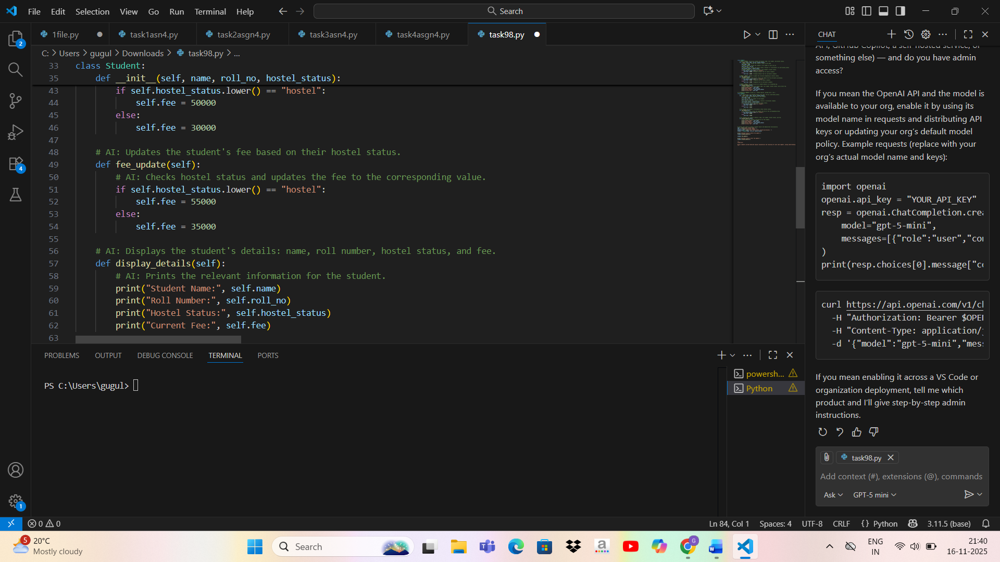 File Edit Selection View Go Run Terminal Help
Search
1file.py task1asn4.py task2asgn4.py task3asn4.py task4asgn4.py task98.py
C: > Users > gugul > Downloads > task98.py > ...
33 class Student:
35 def __init__(self, name, roll_no, hostel_status):
43 if self.hostel_status.lower() == "hostel":
44 self.fee = 50000
45 else:
46 self.fee = 30000
47
48 # AI: Updates the student's fee based on their hostel status.
49 def fee_update(self):
50 # AI: Checks hostel status and updates the fee to the corresponding value.
51 if self.hostel_status.lower() == "hostel":
52 self.fee = 55000
53 else:
54 self.fee = 35000
55
56 # AI: Displays the student's details: name, roll number, hostel status, and fee.
57 def display_details(self):
58 # AI: Prints the relevant information for the student.
59 print("Student Name:", self.name)
60 print("Roll Number:", self.roll_no)
61 print("Hostel Status:", self.hostel_status)
62 print("Current Fee:", self.fee)
63
PROBLEMS OUTPUT DEBUG CONSOLE TERMINAL PORTS
PS C:\Users\gugul>
powersh...
Python
2
4
1
CHAT
API, GitHub Copilot, a self-hosted service, or
something else) — and do you have admin
access?
If you mean the OpenAI API and the model is
available to your org, enable it by using its
model name in requests and distributing API
keys or updating your org's default model
policy. Example requests (replace with your
org's actual model name and keys):
import openai
openai.api_key = "YOUR_API_KEY"
resp = openai.ChatCompletion.crea
model="gpt-5-mini",
messages=[{"role":"user","co
)
print(resp.choices[0].message["c
curl https://api.openai.com/v1/c
-H "Authorization: Bearer $OPE
-H "Content-Type: application/
-d '{"model":"gpt-5-mini","mes
If you mean enabling it across a VS Code or
organization deployment, tell me which
product and I'll give step-by-step admin
instructions.
task98.py
Add context (#), extensions (@), commands
Ask GPT-5 mini
0 0
Ln 84, Col 1 Spaces: 4 UTF-8 CRLF {} Python 3.11.5 (base)
5
20°C
Mostly cloudy
Search
ENG
IN
21:40
16-11-2025